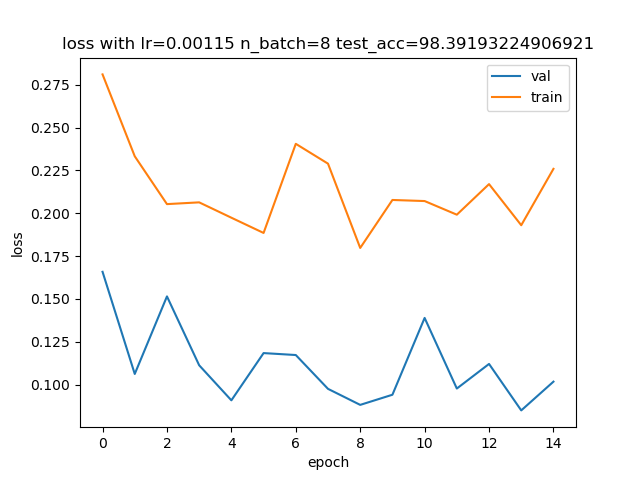 loss with lr=0.00115 n_batch=8 test_acc=98.39193224906921
val
train
0.275
0.250
0.225
0.200
0.175
0.150
0.125
0.100
loss
0 2 4 6 8 10 12 14
epoch